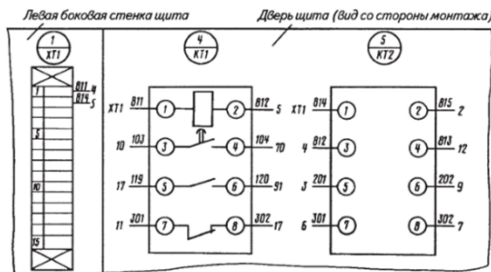 Левая боковая стенка щита
Дверь щита (вид со стороны монтажа)
1
XT1
4
KT1
5
KT2
1
5
10
15
811 4
814 5
XT1 811 1 2 812 5
10 103 3 4 104 70
17 119 5 6 120 91
11 301 7 8 302 17
XT1 814 1 2 815 2
4 812 3 4 813 12
3 201 5 6 202 9
6 301 7 8 302 7